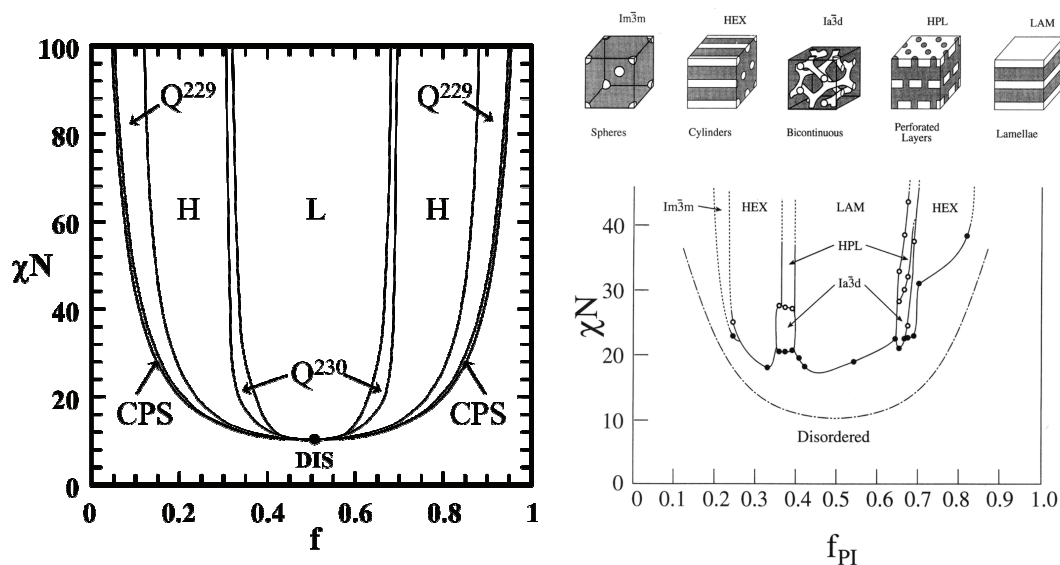 100
80
60
40
20
0
χN
Q²²⁹
Q²²⁹
H
L
H
Q²³⁰
CPS
CPS
DIS
0
0.2
0.4
0.6
0.8
1
f
Im3̅m
HEX
Ia3̅d
HPL
LAM
Spheres
Cylinders
Bicontinuous
Perforated
Layers
Lamellae
40
30
20
10
0
χN
Im3̅m
HEX
LAM
HEX
HPL
Ia3̅d
Disordered
0
0.1
0.2
0.3
0.4
0.5
0.6
0.7
0.8
1.0
f_PI